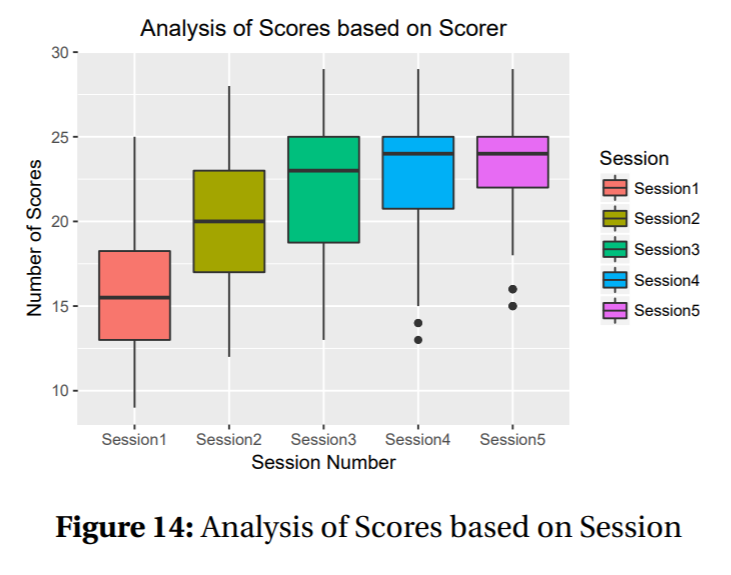 Analysis of Scores based on Scorer
30
25
20
15
10
Number of Scores
Session1 Session2 Session3 Session4 Session5
Session Number
Session
Session1
Session2
Session3
Session4
Session5
Figure 14: Analysis of Scores based on Session